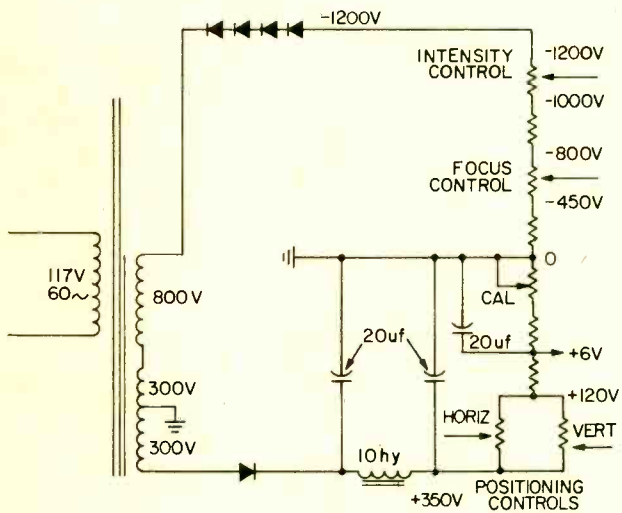 -1200V
INTENSITY
CONTROL
-1200V
-1000V
-800V
FOCUS
CONTROL
-450V
0
117V
60~
800V
CAL
20uf
20uf
+6V
300V
300V
+120V
HORIZ
VERT
10hy
+350V
POSITIONING
CONTROLS